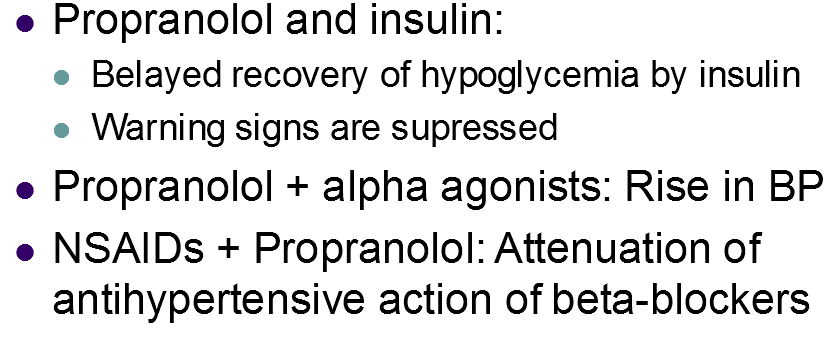 Propranolol and insulin:
Belayed recovery of hypoglycemia by insulin
Warning signs are supressed
Propranolol + alpha agonists: Rise in BP
NSAIDs + Propranolol: Attenuation of
antihypertensive action of beta-blockers